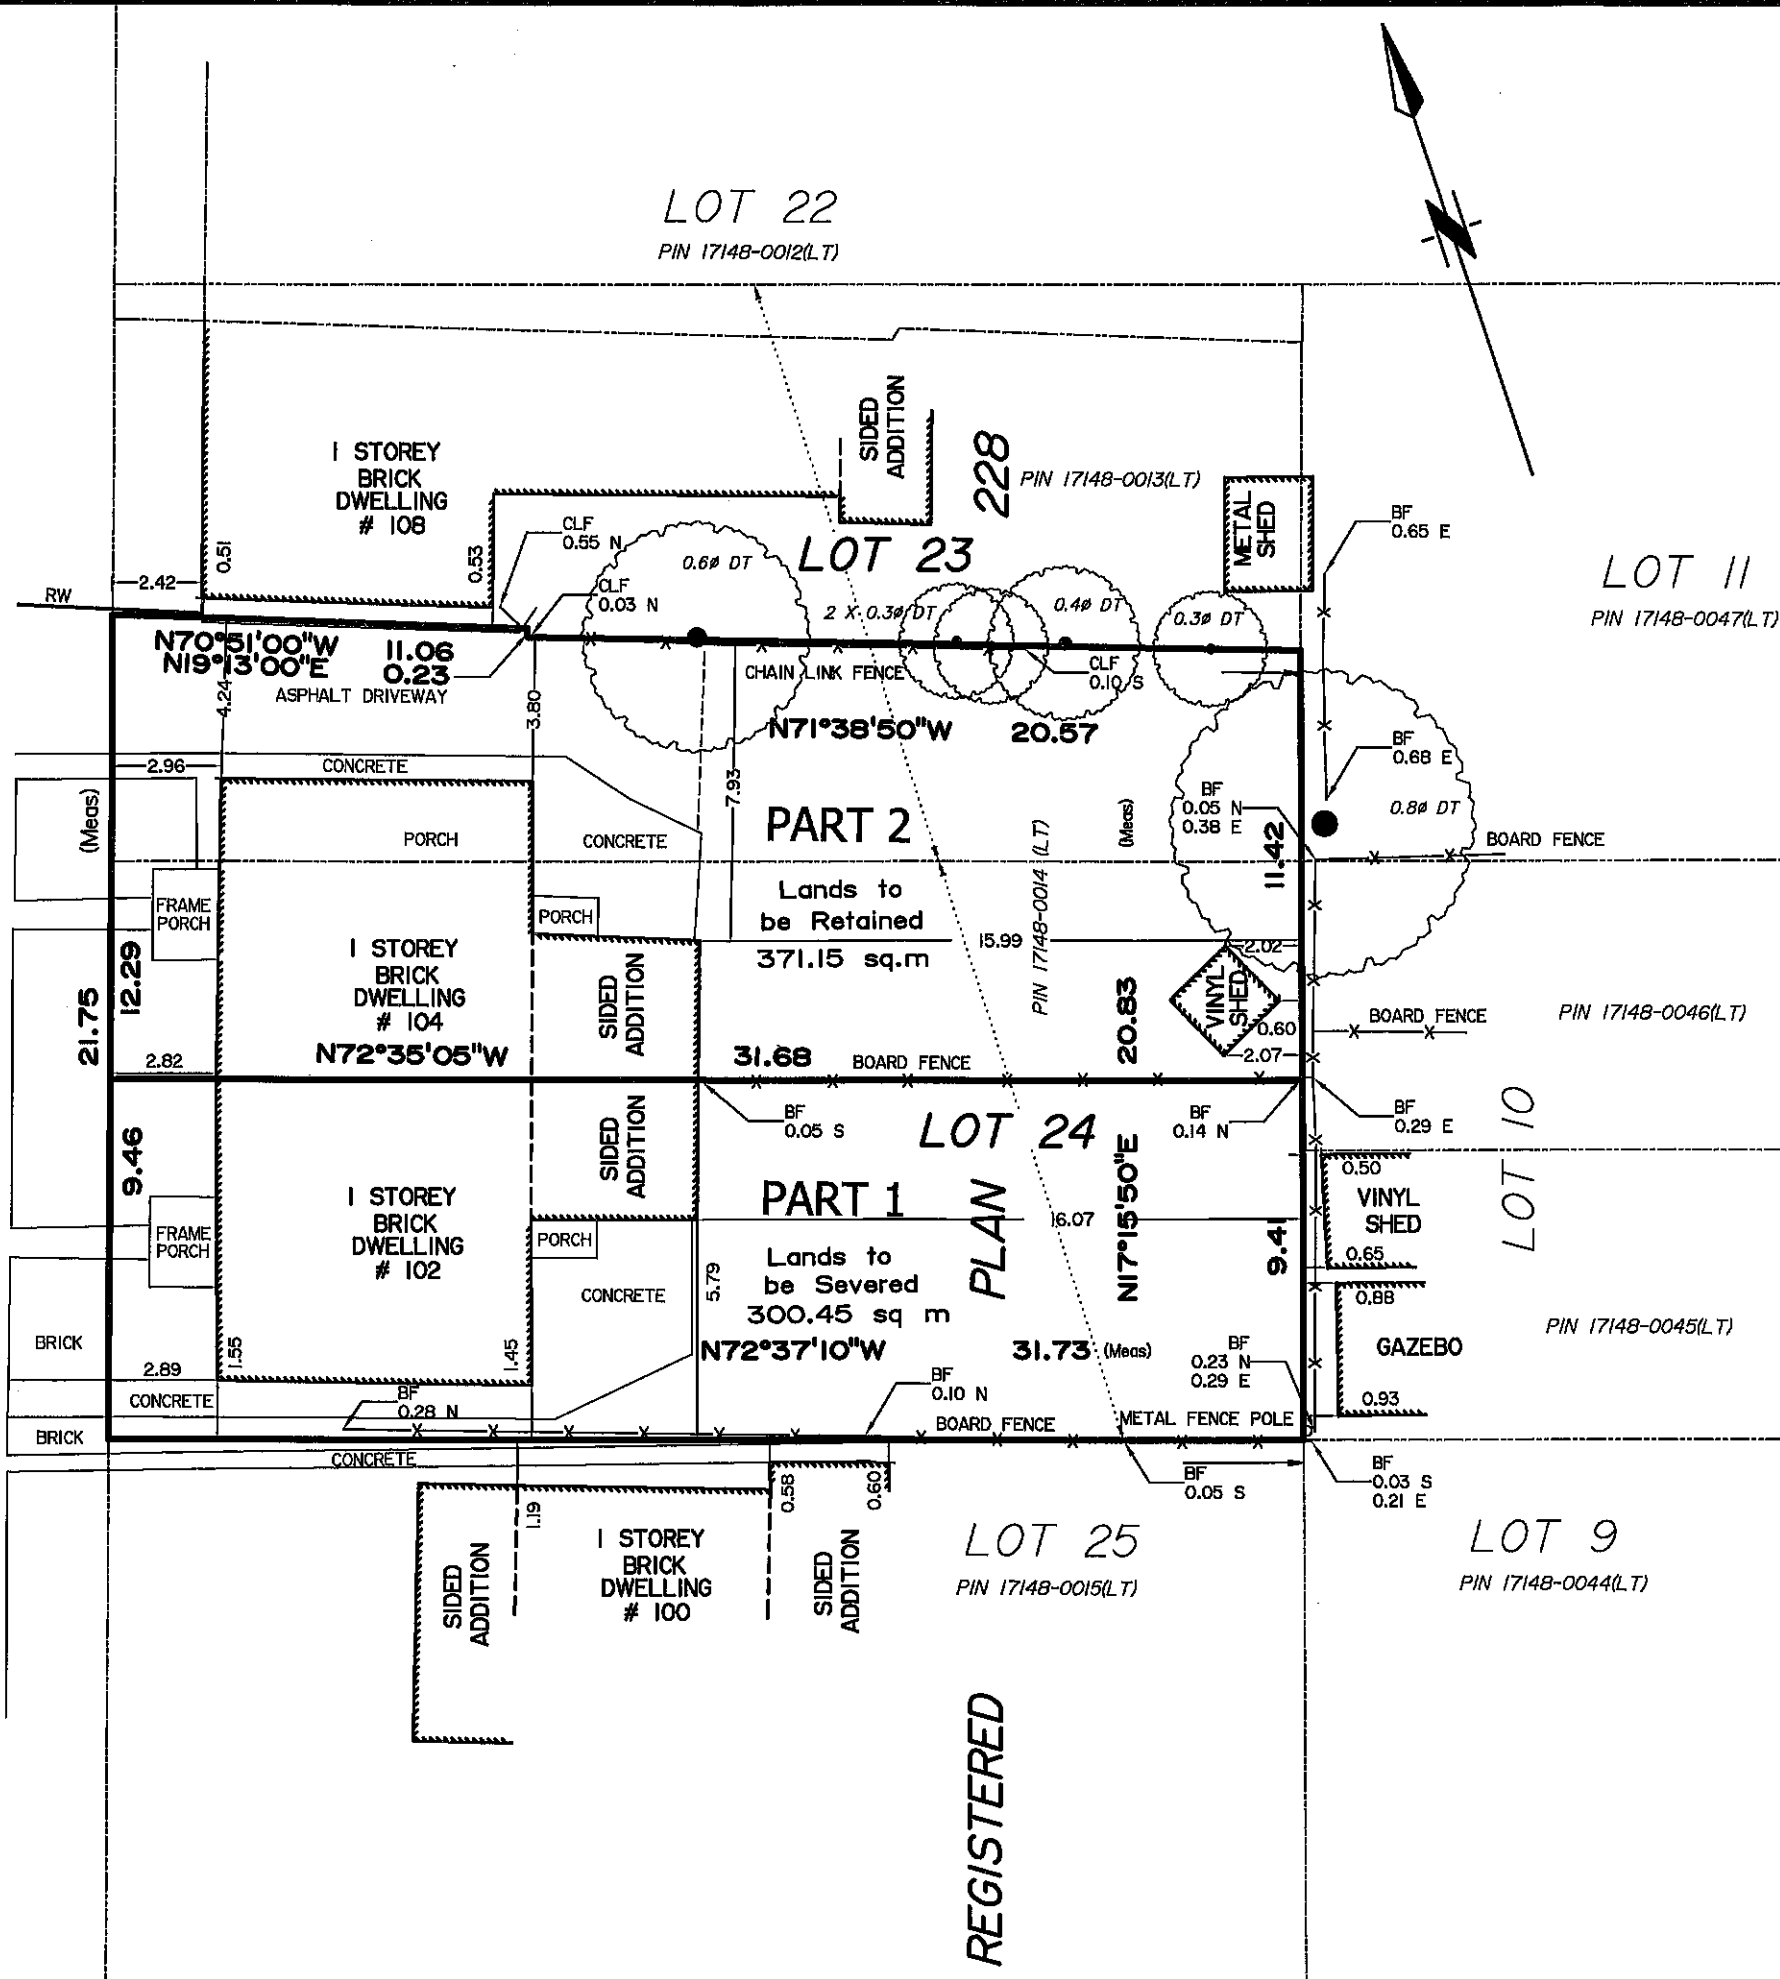 LOT 22
PIN 17148-0012(LT)
SIDED
ADDITION
1 STOREY
BRICK
DWELLING
# 108
228
PIN 17148-0013(LT)
METAL
SHED
BF
0.65 E
CLF
0.55 N
0.51
0.53
LOT 23
0.6ø DT
LOT 11
PIN 17148-0047(LT)
2.42
RW
CLF
0.03 N
2 X 0.3ø DT
0.4ø DT
0.3ø DT
N70°51'00"W
11.06
N19°13'00"E
0.23
ASPHALT DRIVEWAY
4.24
3.80
CHAIN LINK FENCE
CLF
0.10 S
N71°38'50"W
20.57
BF
0.68 E
2.96
CONCRETE
7.93
(Meas)
PORCH
CONCRETE
PART 2
(Meas)
BF
0.05 N
0.38 E
0.8ø DT
11.42
BOARD FENCE
FRAME
PORCH
PORCH
Lands to
be Retained
371.15 sq.m
15.99
PIN 17148-0014 (LT)
2.02
12.29
21.75
1 STOREY
BRICK
DWELLING
# 104
SIDED
ADDITION
20.83
VINYL
SHED
0.60
2.07
BOARD FENCE
PIN 17148-0046(LT)
N72°35'05"W
31.68
BOARD FENCE
2.82
BF
0.05 S
LOT 24
BF
0.14 N
BF
0.29 E
LOT 10
9.46
SIDED
ADDITION
PART 1
PLAN
16.07
N17°15'50"E
9.41
0.50
VINYL
SHED
0.65
FRAME
PORCH
1 STOREY
BRICK
DWELLING
# 102
PORCH
CONCRETE
5.79
Lands to
be Severed
300.45 sq m
0.88
GAZEBO
0.93
PIN 17148-0045(LT)
BRICK
1.55
1.45
N72°37'10"W
31.73 (Meas)
BF
0.23 N
0.29 E
2.89
CONCRETE
BF
0.28 N
BF
0.10 N
BOARD FENCE
METAL FENCE POLE
BRICK
CONCRETE
BF
0.05 S
BF
0.03 S
0.21 E
1.19
0.58
0.60
SIDED
ADDITION
1 STOREY
BRICK
DWELLING
# 100
SIDED
ADDITION
LOT 25
PIN 17148-0015(LT)
LOT 9
PIN 17148-0044(LT)
REGISTERED